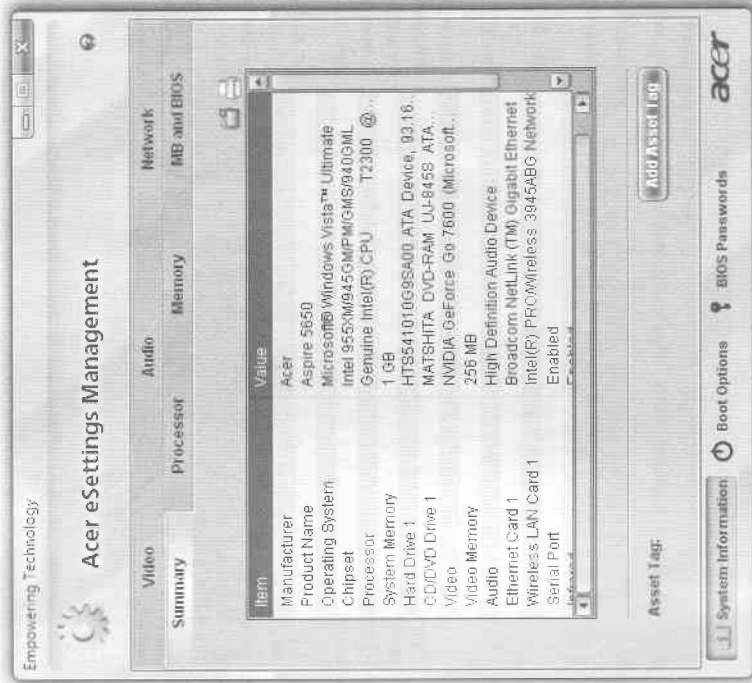 Empowering Technology
Acer eSettings Management
Video Audio Network
Summary Processor Memory MB and BIOS
Item Value
Manufacturer Acer
Product Name Aspire 5650
Operating System Microsoft® Windows Vista™ Ultimate
Chipset Intel 955XM/945GM/PM/GMS/940GML
Processor Genuine Intel(R) CPU T2300 @...
System Memory 1 GB
Hard Drive 1 HTS541010G9SA00 ATA Device, 93.16...
CD/DVD Drive 1 MATSHITA DVD-RAM UJ-845S ATA...
Video NVIDIA GeForce Go 7600 (Microsoft...
Video Memory 256 MB
Audio High Definition Audio Device
Ethernet Card 1 Broadcom NetLink (TM) Gigabit Ethernet
Wireless LAN Card 1 Intel(R) PRO/Wireless 3945ABG Network
Serial Port Enabled
Infrared Enabled
Asset Tag: Add Asset Tag
i System Information Boot Options BIOS Passwords acer